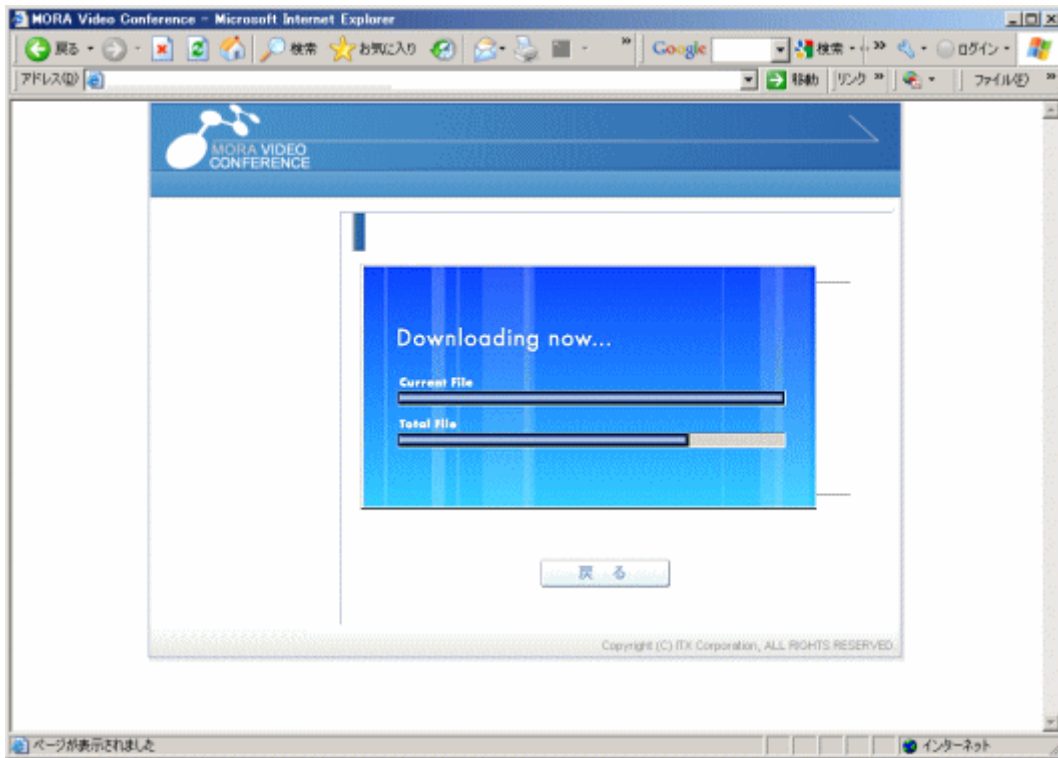 MORA Video Conference - Microsoft Internet Explorer
戻る 検索 お気に入り Google 検索 ログイン
アドレス(D) 移動 リンク ファイル(F)
MORA VIDEO
CONFERENCE
Downloading now...
Current File
Total File
戻 る
Copyright (C) ITX Corporation, ALL RIGHTS RESERVED.
ページが表示されました インターネット